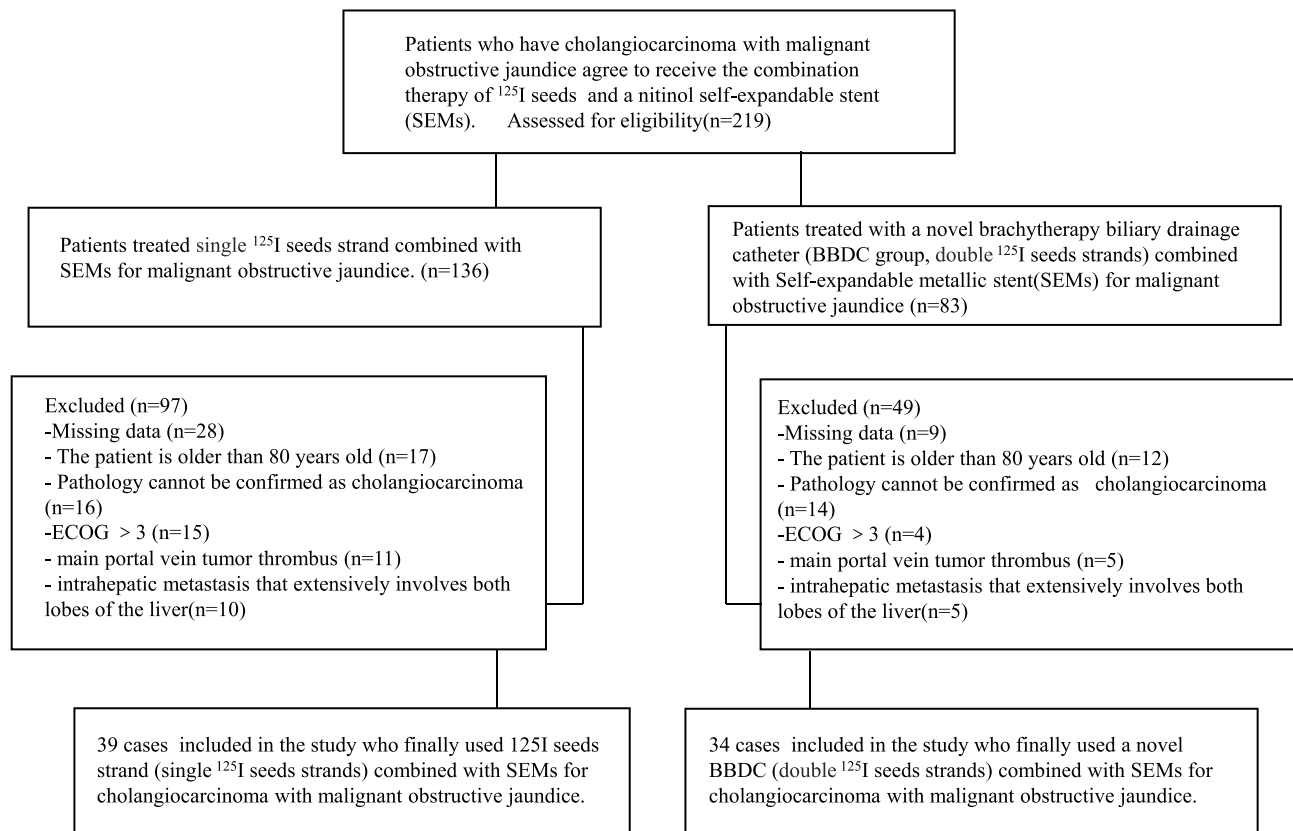 Patients who have cholangiocarcinoma with malignant
obstructive jaundice agree to receive the combination
therapy of ¹²⁵I seeds and a nitinol self-expandable stent
(SEMs). Assessed for eligibility(n=219)
Patients treated single ¹²⁵I seeds strand combined with
SEMs for malignant obstructive jaundice. (n=136)
Patients treated with a novel brachytherapy biliary drainage
catheter (BBDC group, double ¹²⁵I seeds strands) combined
with Self-expandable metallic stent(SEMs) for malignant
obstructive jaundice (n=83)
Excluded (n=97)
-Missing data (n=28)
- The patient is older than 80 years old (n=17)
- Pathology cannot be confirmed as cholangiocarcinoma
(n=16)
-ECOG > 3 (n=15)
- main portal vein tumor thrombus (n=11)
- intrahepatic metastasis that extensively involves both
lobes of the liver(n=10)
Excluded (n=49)
-Missing data (n=9)
- The patient is older than 80 years old (n=12)
- Pathology cannot be confirmed as cholangiocarcinoma
(n=14)
-ECOG > 3 (n=4)
- main portal vein tumor thrombus (n=5)
- intrahepatic metastasis that extensively involves both
lobes of the liver(n=5)
39 cases included in the study who finally used 125I seeds
strand (single ¹²⁵I seeds strands) combined with SEMs for
cholangiocarcinoma with malignant obstructive jaundice.
34 cases included in the study who finally used a novel
BBDC (double ¹²⁵I seeds strands) combined with SEMs for
cholangiocarcinoma with malignant obstructive jaundice.